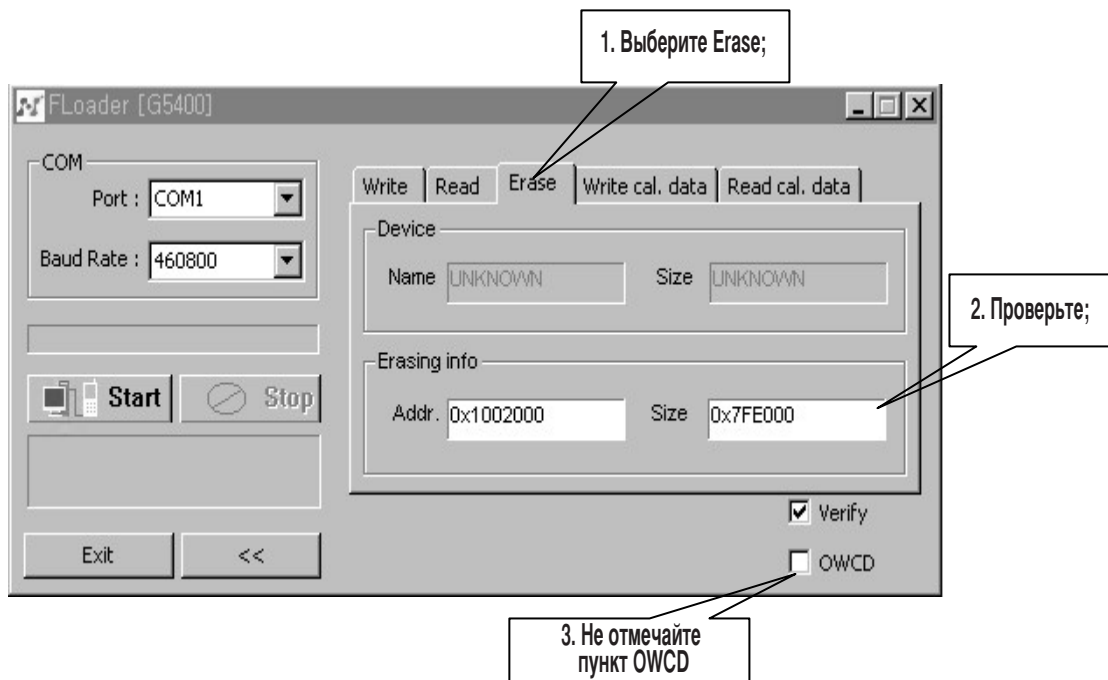 1. Выберите Erase;
FLoader [G5400]
COM
Port : COM1
Baud Rate : 460800
Start
Stop
Exit
<<
Write Read Erase Write cal. data Read cal. data
Device
Name UNKNOWN Size UNKNOWN
Erasing info
Addr. 0x1002000 Size 0x7FE000
2. Проверьте;
Verify
OWCD
3. Не отмечайте
пункт OWCD